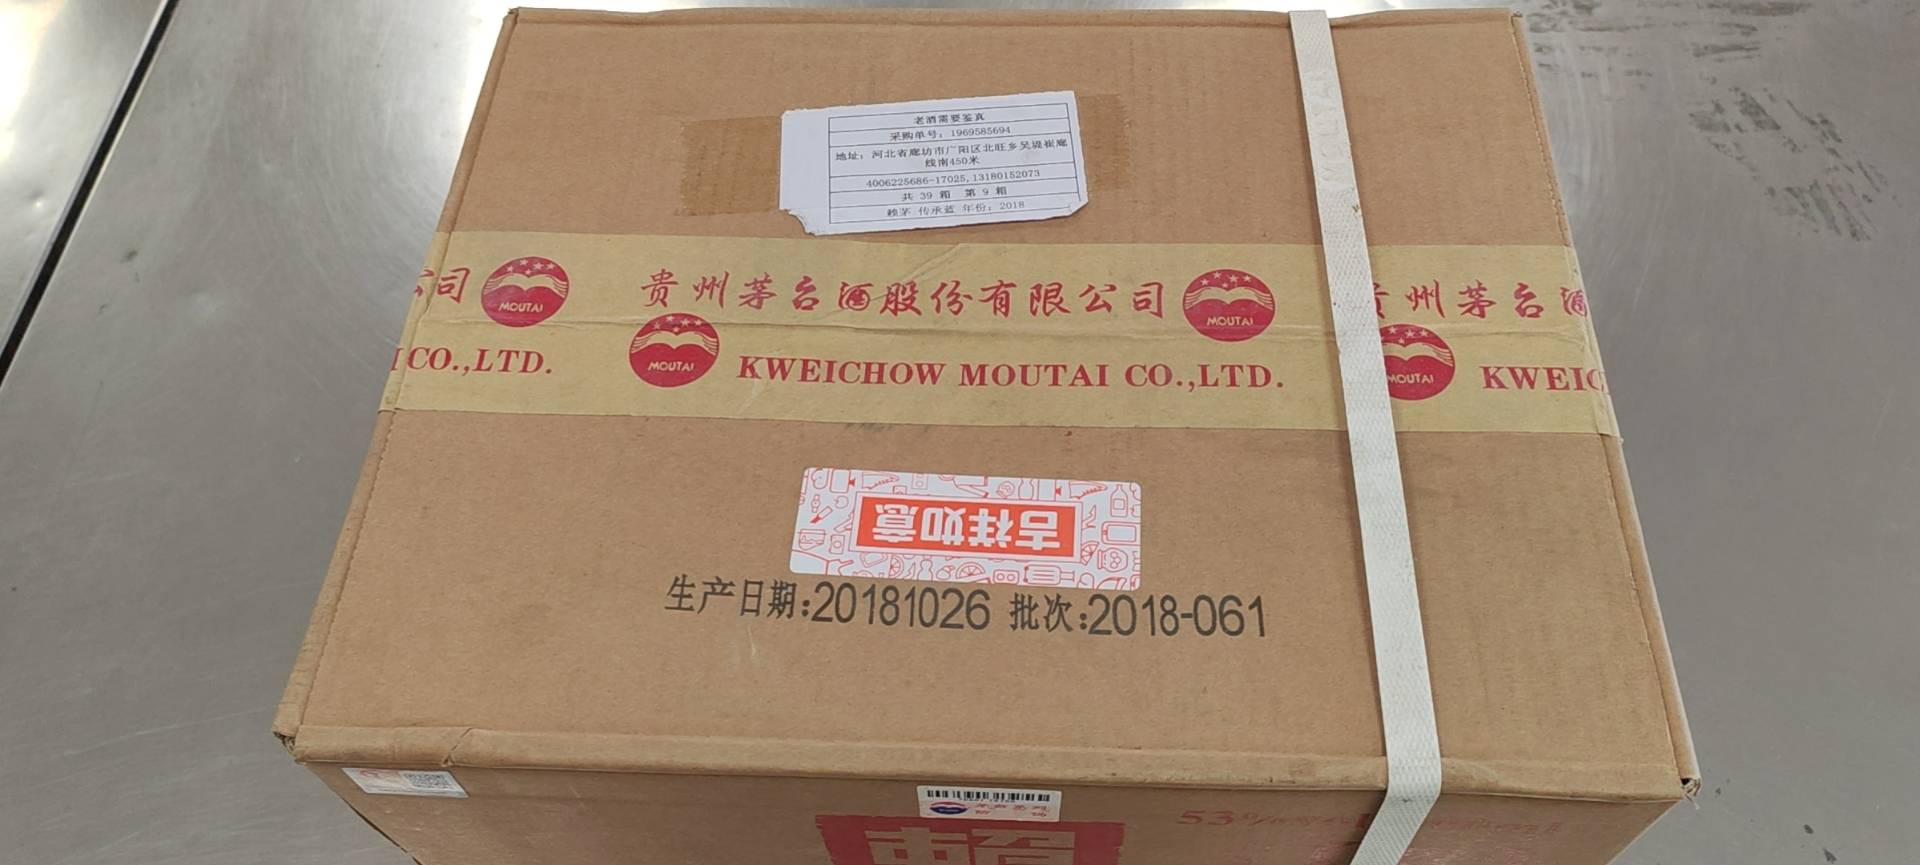 老酒需要鉴真
采购单号：1969585694
地址：河北省廊坊市广阳区北旺乡吴堤崔廊
线南450米
4006225686-17025,13180152073
共 39 箱 第 9 箱
赖茅 传承蓝 年份：2018
公司 MOUTAI 贵州茅台酒股份有限公司 MOUTAI 贵州茅台酒
CO.,LTD. MOUTAI KWEICHOW MOUTAI CO.,LTD. MOUTAI KWEIC
吉祥如意
生产日期:20181026 批次:2018-061
53%
賴